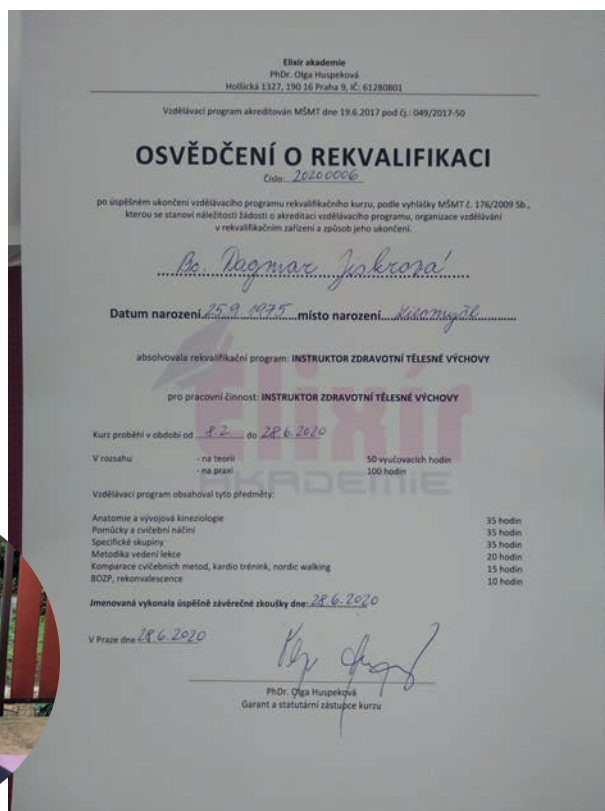 Elixír akademie
PhDr. Olga Huspeková
Hollická 1327, 190 16 Praha 9, IČ: 61280801
Vzdělávací program akreditován MŠMT dne 19.6.2017 pod čj.: 049/2017-50
OSVĚDČENÍ O REKVALIFIKACI
Číslo: 20200006
po úspěšném ukončení vzdělávacího programu rekvalifikačního kurzu, podle vyhlášky MŠMT č. 176/2009 Sb.,
kterou se stanoví náležitosti žádosti o akreditaci vzdělávacího programu, organizace vzdělávání
v rekvalifikačním zařízení a způsob jeho ukončení.
Bc. Dagmar Jiskrová
Datum narození 25.9 1975 místo narození
absolvovala rekvalifikační program: INSTRUKTOR ZDRAVOTNÍ TĚLESNÉ VÝCHOVY
pro pracovní činnost: INSTRUKTOR ZDRAVOTNÍ TĚLESNÉ VÝCHOVY
Elixír
AKADEMIE
Kurz proběhl v období od 8.2 do 28.6.2020
V rozsahu - na teorii 50 vyučovacích hodin
- na praxi 100 hodin
Vzdělávací program obsahoval tyto předměty:
Anatomie a vývojová kineziologie 35 hodin
Pomůcky a cvičební náčiní 35 hodin
Specifické skupiny 35 hodin
Metodika vedení lekce 20 hodin
Komparace cvičebních metod, kardio trénink, nordic walking 15 hodin
BOZP, rekonvalescence 10 hodin
Jmenovaná vykonala úspěšně závěrečné zkoušky dne: 28.6.2020
V Praze dne 28.6.2020
PhDr. Olga Huspeková
Garant a statutární zástupce kurzu